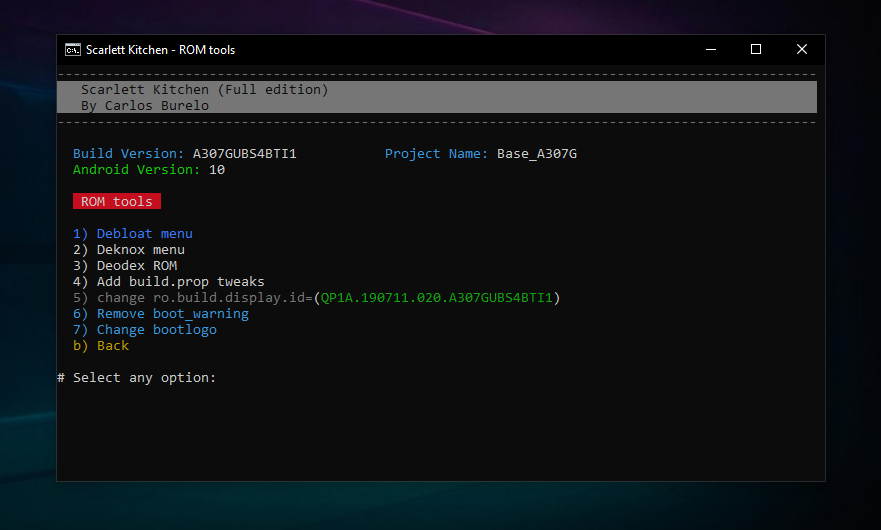 Scarlett Kitchen - ROM tools
-----------------------------------------------------------------------------------------------
Scarlett Kitchen (Full edition)
By Carlos Burelo
-----------------------------------------------------------------------------------------------
Build Version: A307GUBS4BTI1 Project Name: Base_A307G
Android Version: 10
ROM tools
1) Debloat menu
2) Deknox menu
3) Deodex ROM
4) Add build.prop tweaks
5) change ro.build.display.id=(QP1A.190711.020.A307GUBS4BTI1)
6) Remove boot_warning
7) Change bootlogo
b) Back
# Select any option: